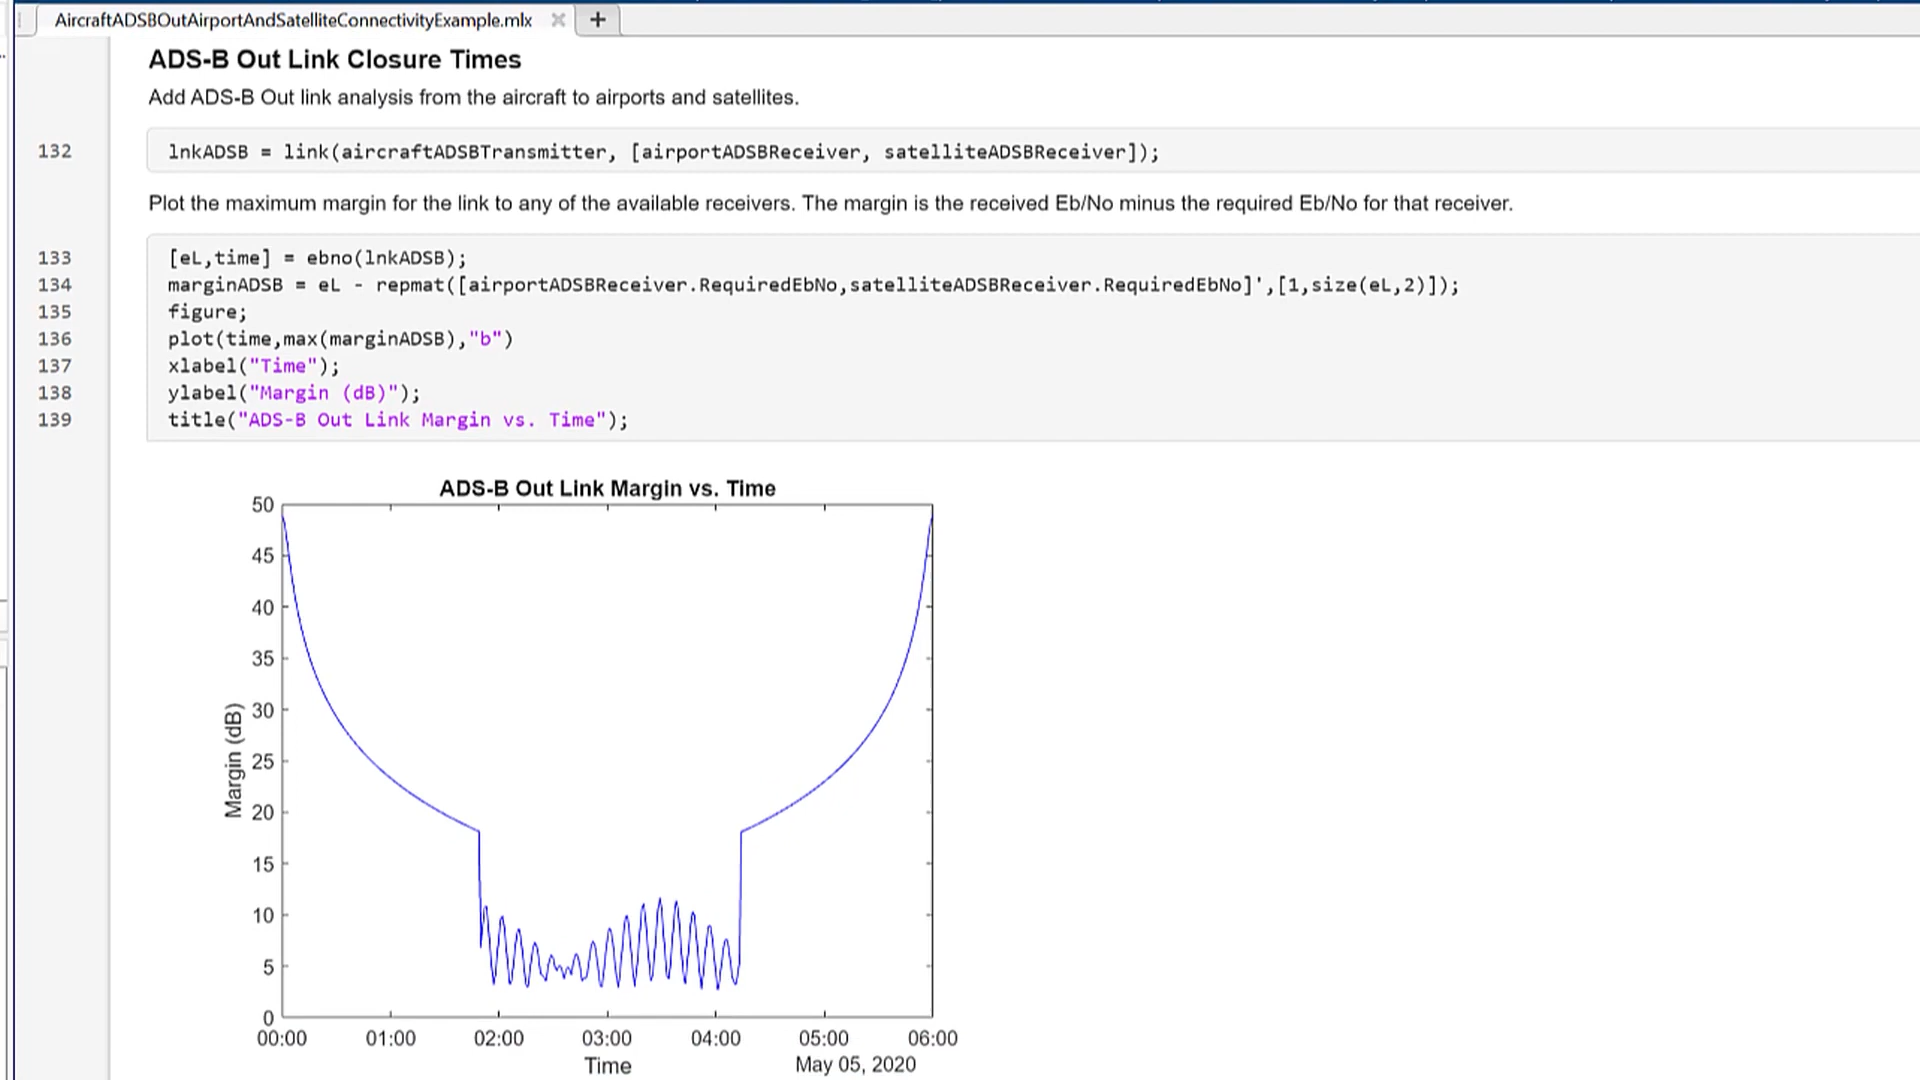 AircraftADSBOutAirportAndSatelliteConnectivityExample.mlx
ADS-B Out Link Closure Times
Add ADS-B Out link analysis from the aircraft to airports and satellites.
132 lnkADSB = link(aircraftADSBTransmitter, [airportADSBReceiver, satelliteADSBReceiver]);
Plot the maximum margin for the link to any of the available receivers. The margin is the received Eb/No minus the required Eb/No for that receiver.
133 [eL,time] = ebno(lnkADSB);
134 marginADSB = eL - repmat([airportADSBReceiver.RequiredEbNo,satelliteADSBReceiver.RequiredEbNo]',[1,size(eL,2)]);
135 figure;
136 plot(time,max(marginADSB),"b")
137 xlabel("Time");
138 ylabel("Margin (dB)");
139 title("ADS-B Out Link Margin vs. Time");
ADS-B Out Link Margin vs. Time
50
45
40
35
30
25
20
15
10
5
0
Margin (dB)
00:00 01:00 02:00 03:00 04:00 05:00 06:00
Time May 05, 2020